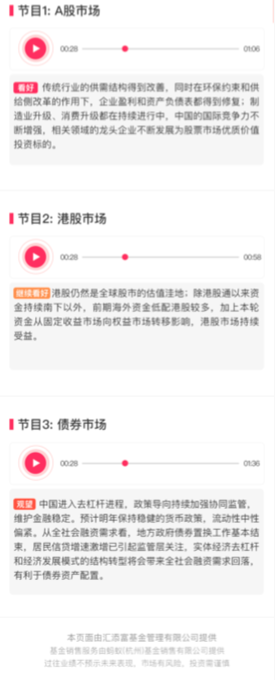 节目1: A股市场
00:28
01:06
看好 传统行业的供需结构得到改善，同时在环保约束和供
给侧改革的作用下，企业盈利和资产负债表都得到修复；制
造业升级、消费升级都在持续进行中，中国的国际竞争力不
断增强，相关领域的龙头企业不断发展为股票市场优质价值
投资标的。
节目2: 港股市场
00:28
00:58
继续看好 港股仍然是全球股市的估值洼地；除港股通以来资
金持续南下以外，前期海外资金低配港股较多，加上本轮
资金从固定收益市场向权益市场转移影响，港股市场持续
受益。
节目3: 债券市场
00:28
01:36
观望 中国进入去杠杆进程，政策导向持续加强协同监管，
维护金融稳定。预计明年保持稳健的货币政策，流动性中性
偏紧。从全社会融资需求看，地方政府债券置换工作基本结
束，居民信贷增速激增已引起监管层关注，实体经济去杠杆
和经济发展模式的结构转型将会带来全社会融资需求回落，
有利于债券资产配置。
本页面由汇添富基金管理有限公司提供
基金销售服务由蚂蚁(杭州)基金销售有限公司提供
过往业绩不预示未来表现，市场有风险，投资需谨慎